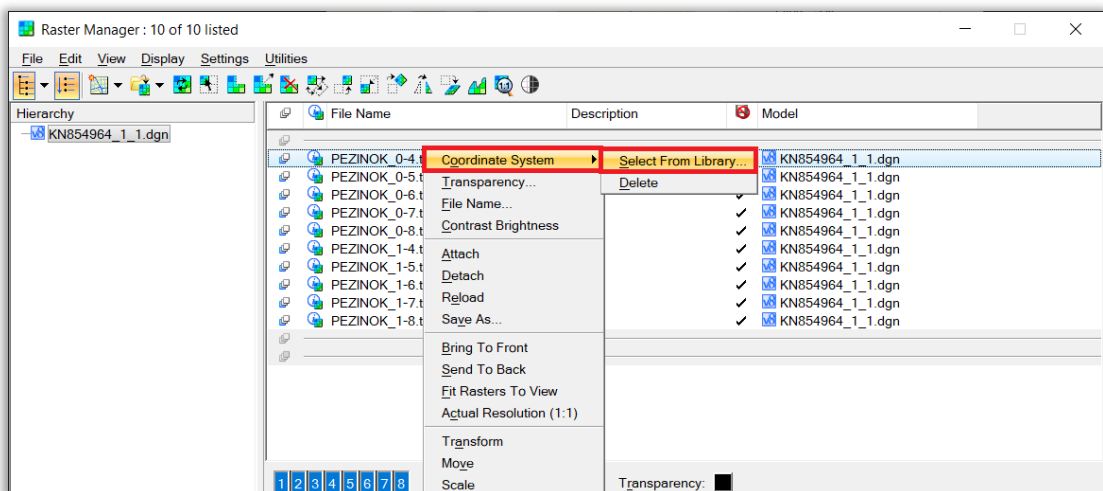 Raster Manager : 10 of 10 listed
File Edit View Display Settings Utilities
Hierarchy
KN854964_1_1.dgn
File Name Description Model
PEZINOK_0-4.t KN854964_1_1.dgn
PEZINOK_0-5.t KN854964_1_1.dgn
PEZINOK_0-6.t KN854964_1_1.dgn
PEZINOK_0-7.t KN854964_1_1.dgn
PEZINOK_0-8.t KN854964_1_1.dgn
PEZINOK_1-4.t KN854964_1_1.dgn
PEZINOK_1-5.t KN854964_1_1.dgn
PEZINOK_1-6.t KN854964_1_1.dgn
PEZINOK_1-7.t KN854964_1_1.dgn
PEZINOK_1-8.t KN854964_1_1.dgn
Coordinate System
Transparency...
File Name...
Contrast Brightness
Attach
Detach
Reload
Save As...
Bring To Front
Send To Back
Fit Rasters To View
Actual Resolution (1:1)
Transform
Move
Scale
Select From Library...
Delete
1 2 3 4 5 6 7 8
Transparency: